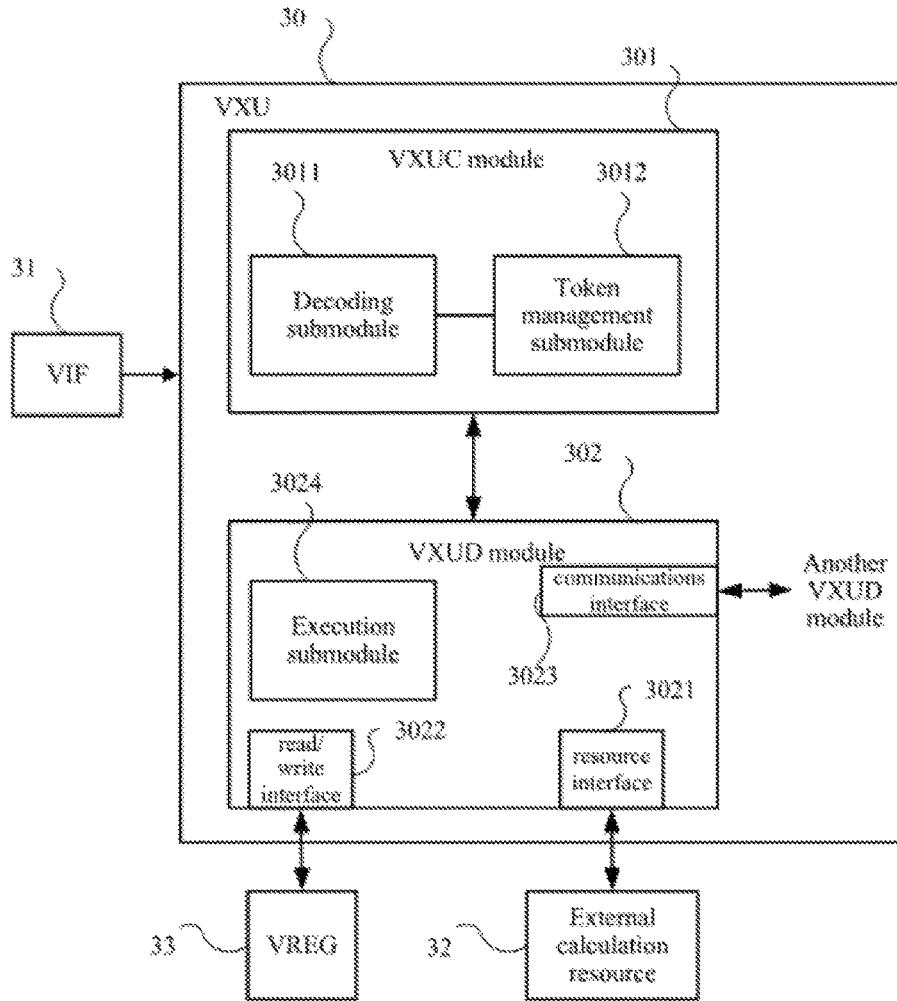 30
301
VXU
VXUC module
3011
3012
31
Decoding
submodule
Token
management
submodule
VIF
302
3024
VXUD module
communications
interface
Another
VXUD
module
Execution
submodule
3023
3021
read/
write
interface
3022
resource
interface
33
VREG
32
External
calculation
resource